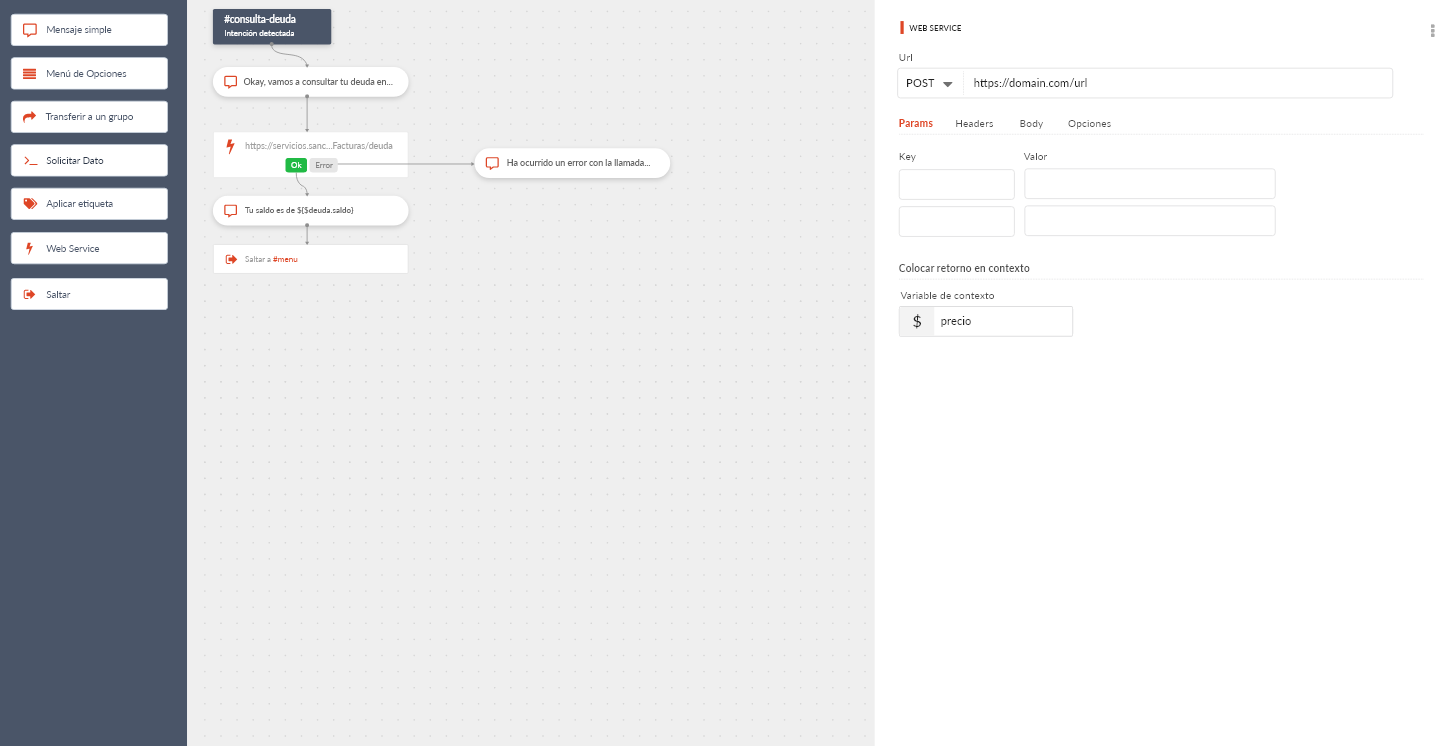 Mensaje simple
Menú de Opciones
Transferir a un grupo
Solicitar Dato
Aplicar etiqueta
Web Service
Saltar
#consulta-deuda
Intención detectada
Okay, vamos a consultar tu deuda en...
https://servicios.sanc...Facturas/deuda
Ok Error
Ha ocurrido un error con la llamada...
Tu saldo es de ${$deuda.saldo}
Saltar a #menu
WEB SERVICE
Url
POST https://domain.com/url
Params Headers Body Opciones
Key Valor
Colocar retorno en contexto
Variable de contexto
$ precio